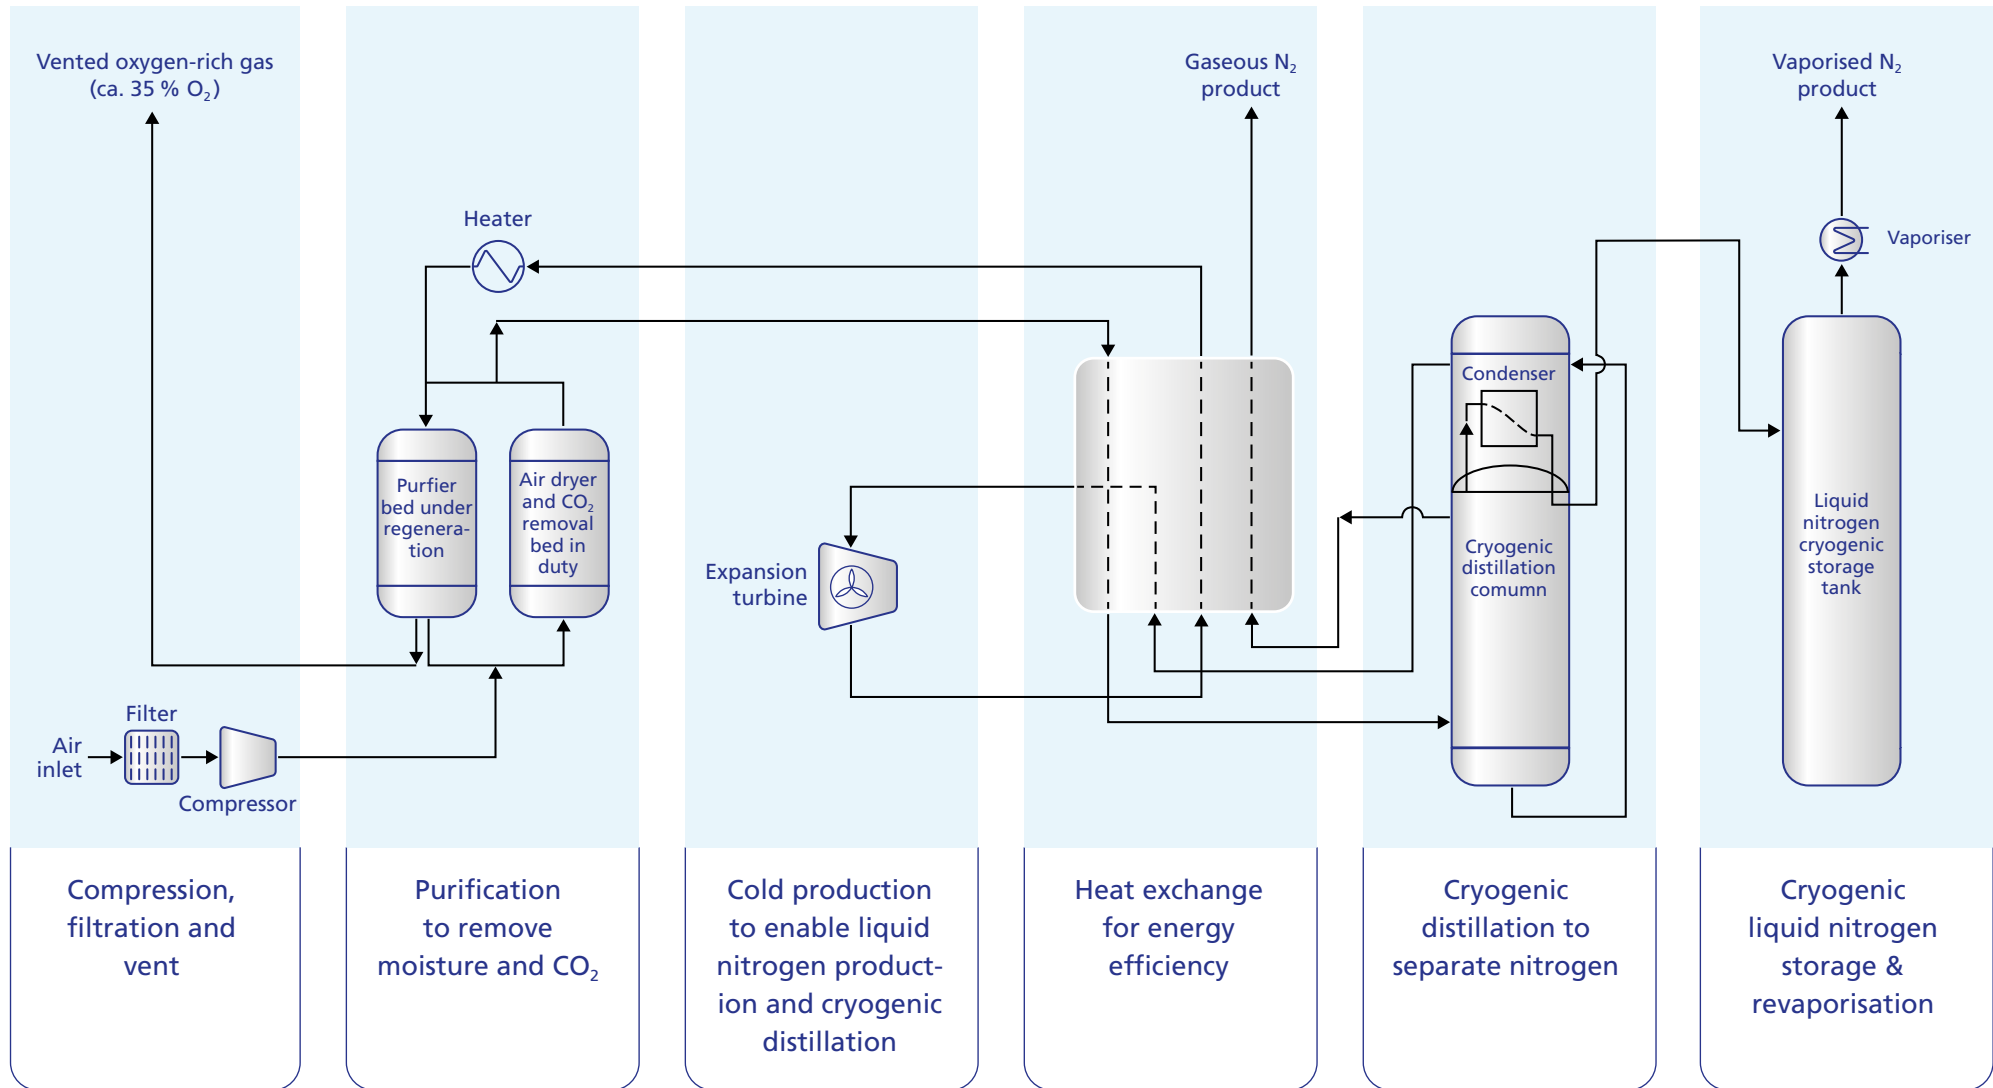 Vented oxygen-rich gas
(ca. 35 % O₂)
Gaseous N₂
product
Vaporised N₂
product
Heater
Vaporiser
Condenser
Purfier
bed under
regenera-
tion
Air dryer
and CO₂
removal
bed in
duty
Expansion
turbine
Cryogenic
distillation
comumn
Liquid
nitrogen
cryogenic
storage
tank
Filter
Air
inlet
Compressor
Compression,
filtration and
vent
Purification
to remove
moisture and CO₂
Cold production
to enable liquid
nitrogen product-
ion and cryogenic
distillation
Heat exchange
for energy
efficiency
Cryogenic
distillation to
separate nitrogen
Cryogenic
liquid nitrogen
storage &
revaporisation